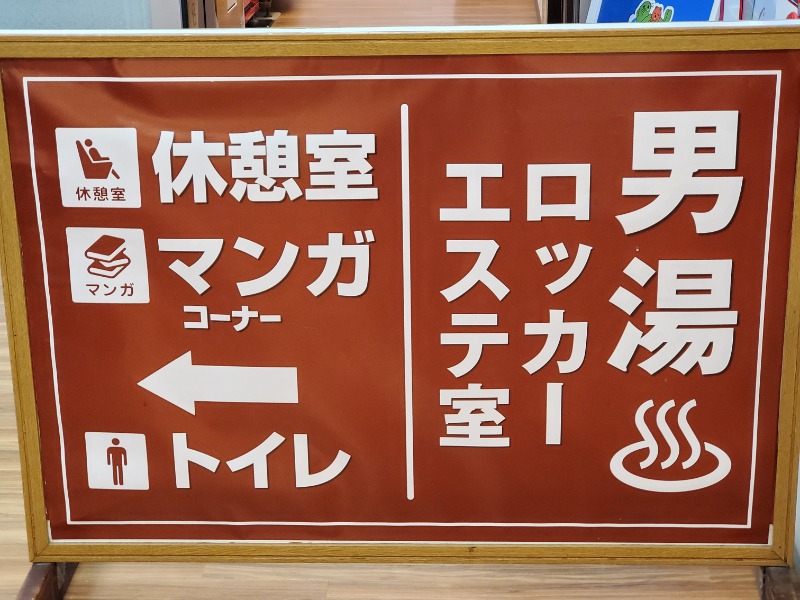 男湯
ロッカー
エステ室
休憩室
休憩室
マンガ
マンガ
コーナー
トイレ